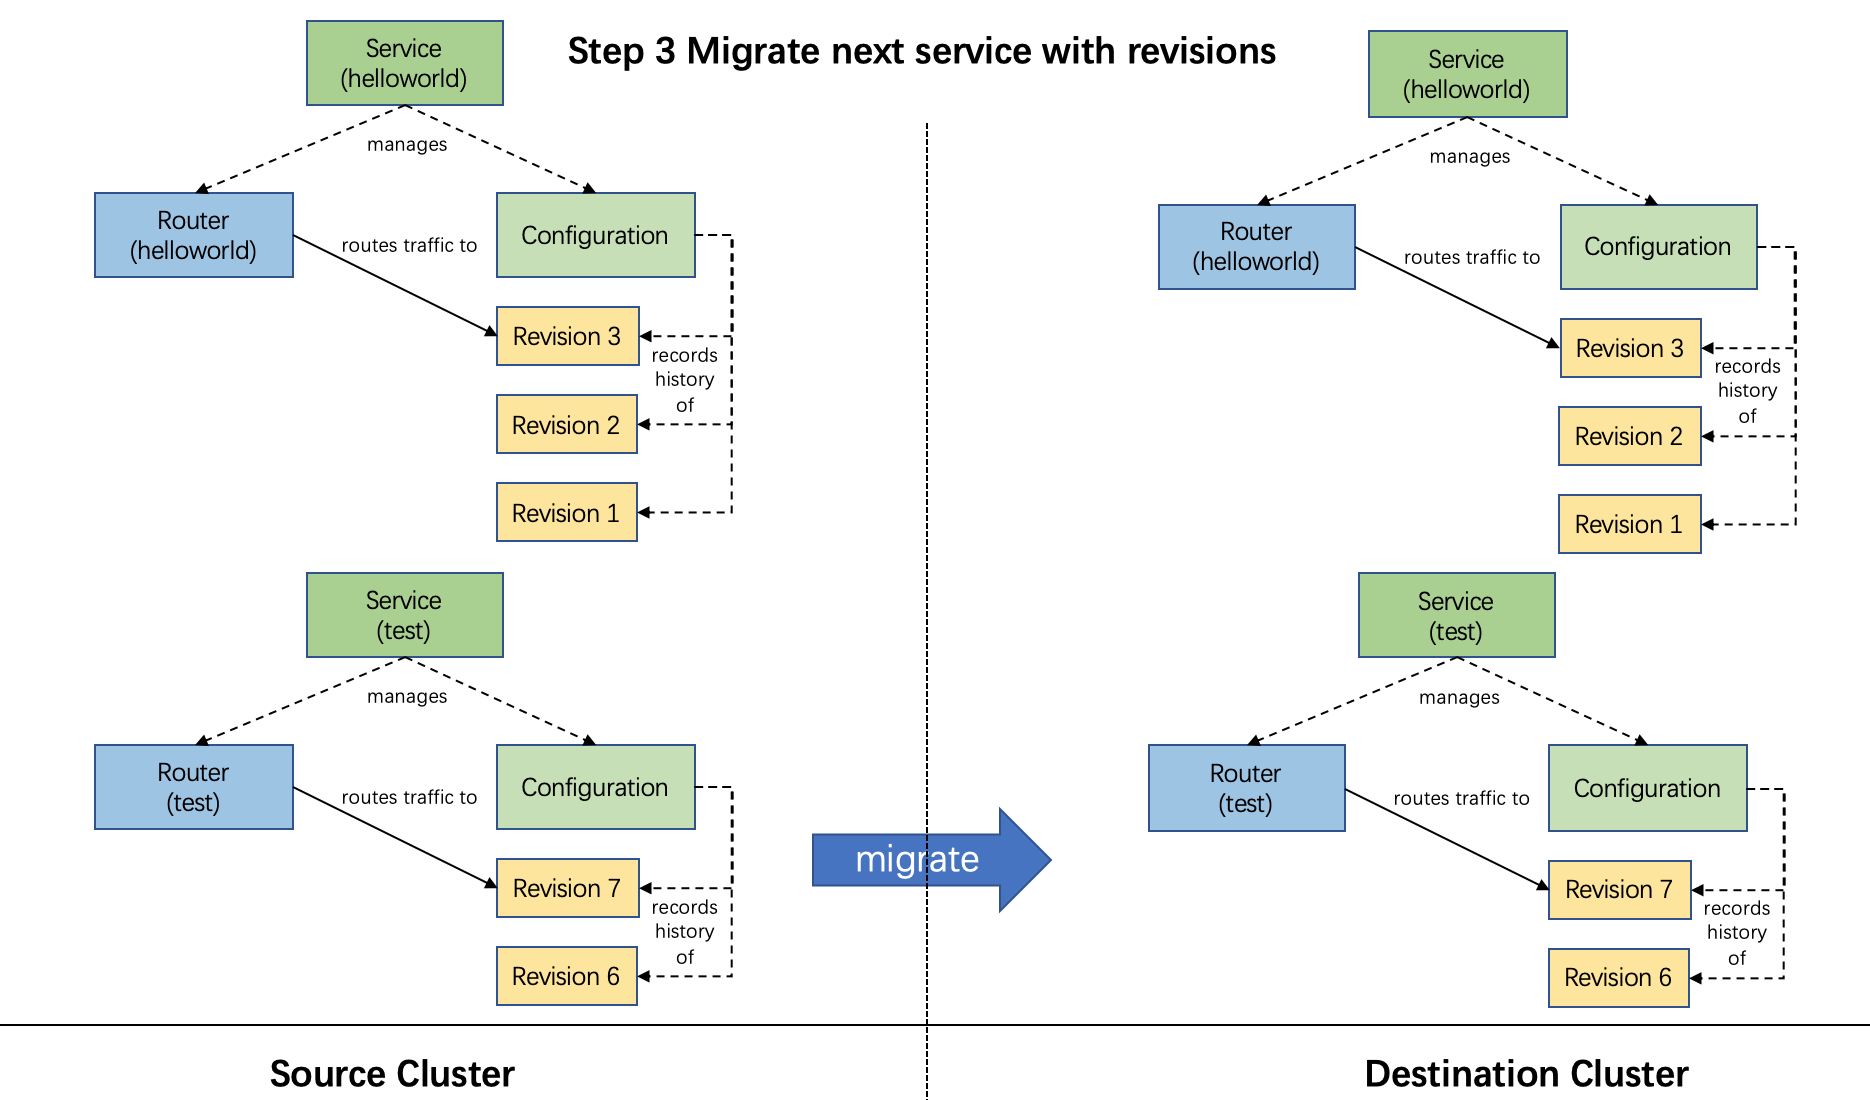 Step 3 Migrate next service with revisions
Service
(helloworld)
manages
Router
(helloworld)
routes traffic to
Configuration
Revision 3
records
history
of
Revision 2
Revision 1
Service
(test)
manages
Router
(test)
routes traffic to
Configuration
Revision 7
records
history
of
Revision 6
Source Cluster
migrate
Service
(helloworld)
manages
Router
(helloworld)
routes traffic to
Configuration
Revision 3
records
history
of
Revision 2
Revision 1
Service
(test)
manages
Router
(test)
routes traffic to
Configuration
Revision 7
records
history
of
Revision 6
Destination Cluster